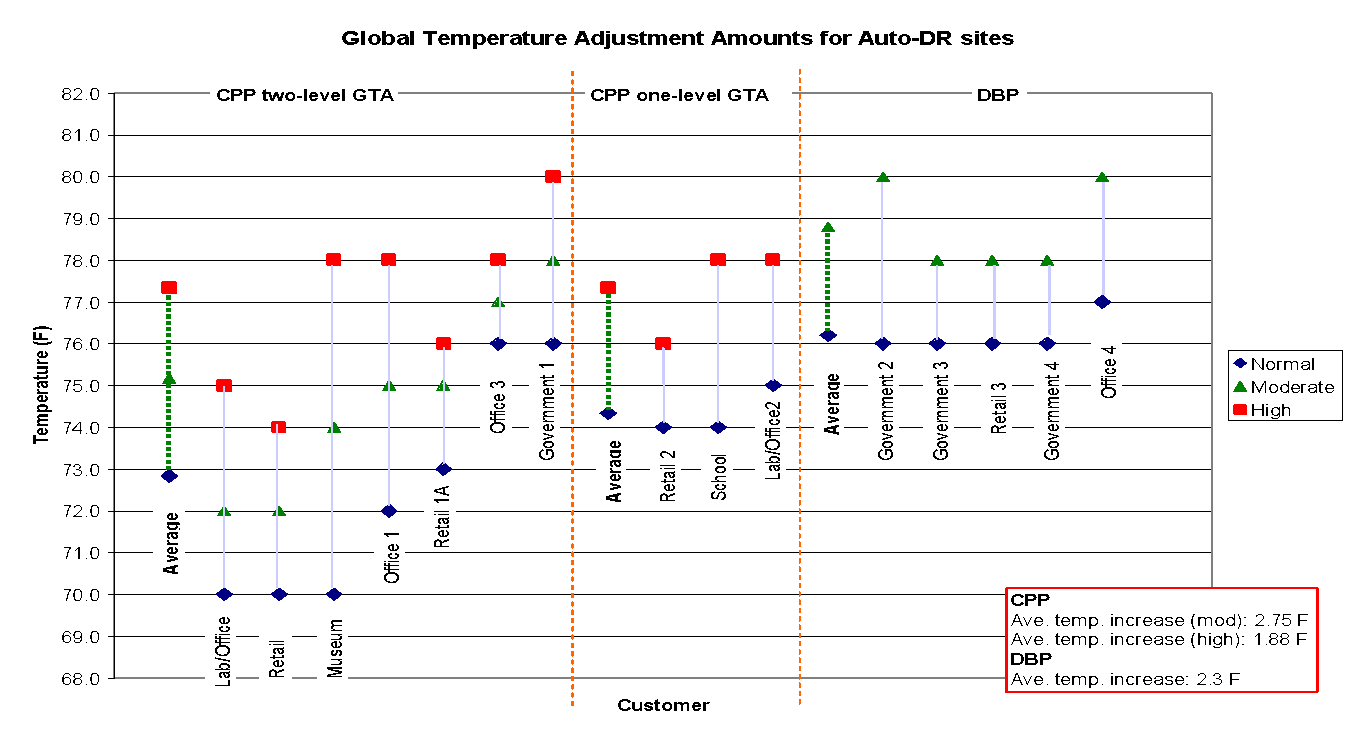 Global Temperature Adjustment Amounts for Auto-DR sites
CPP two-level GTA
CPP one-level GTA
DBP
82.0
81.0
80.0
79.0
78.0
77.0
76.0
75.0
74.0
73.0
72.0
71.0
70.0
69.0
68.0
Temperature (F)
Average
Lab/Office
Retail
Museum
Office 1
Retail 1A
Office 3
Government 1
Average
Retail 2
School
Lab/Office2
Average
Government 2
Government 3
Retail 3
Government 4
Office 4
Normal
Moderate
High
CPP
Ave. temp. increase (mod): 2.75 F
Ave. temp. increase (high): 1.88 F
DBP
Ave. temp. increase: 2.3 F
Customer